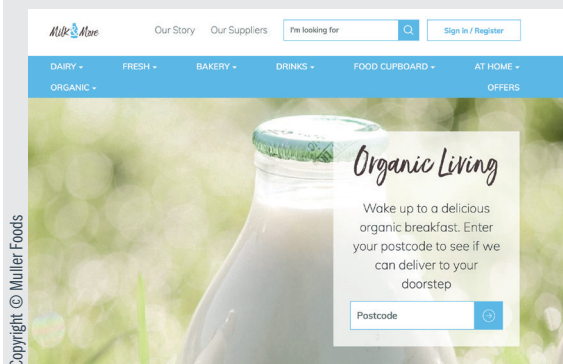 Milk & More
Our Story Our Suppliers I'm looking for Sign in / Register
DAIRY FRESH BAKERY DRINKS FOOD CUPBOARD AT HOME
ORGANIC OFFERS
Organic Living
Wake up to a delicious
organic breakfast. Enter
your postcode to see if we
can deliver to your
doorstep
Postcode
Copyright © Muller Foods